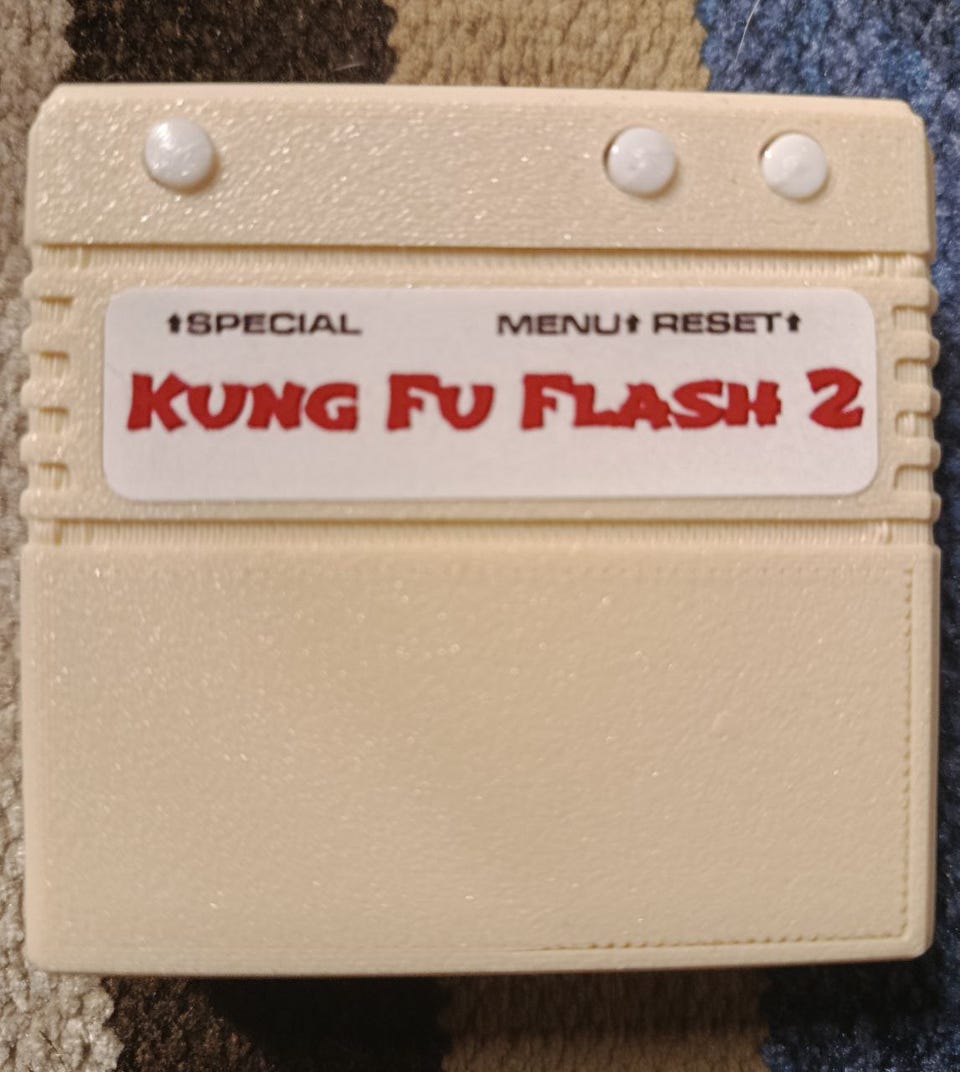 ⬆SPECIAL MENU⬆ RESET⬆
KUNG FU FLASH 2